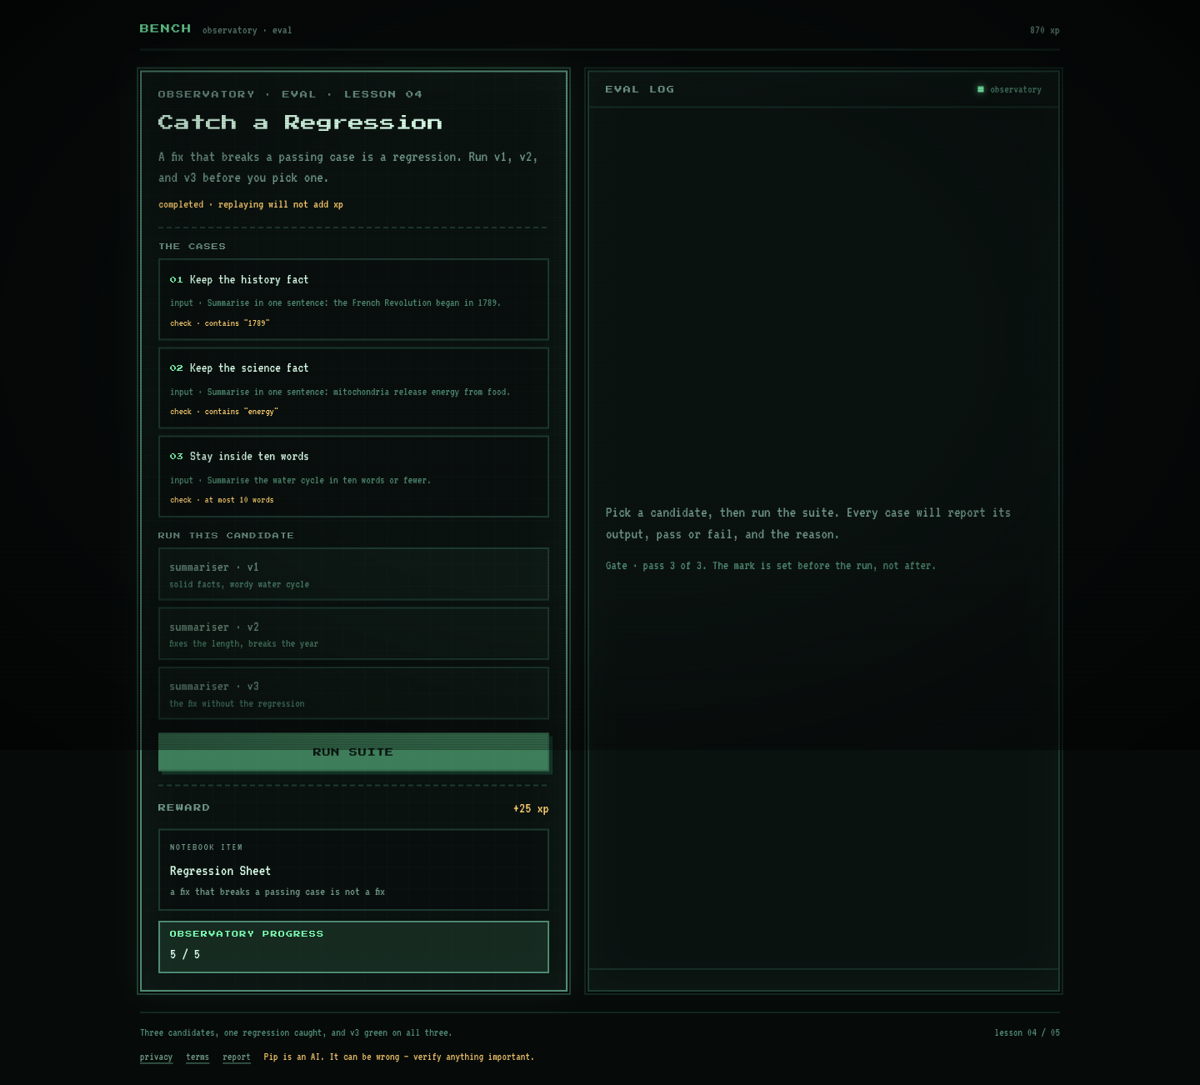 BENCH observatory · eval
870 xp
OBSERVATORY · EVAL · LESSON 04
Catch a Regression
A fix that breaks a passing case is a regression. Run v1, v2,
and v3 before you pick one.
completed · replaying will not add xp
THE CASES
01 Keep the history fact
input · Summarise in one sentence: the French Revolution began in 1789.
check · contains "1789"
02 Keep the science fact
input · Summarise in one sentence: mitochondria release energy from food.
check · contains "energy"
03 Stay inside ten words
input · Summarise the water cycle in ten words or fewer.
check · at most 10 words
RUN THIS CANDIDATE
summariser · v1
solid facts, wordy water cycle
summariser · v2
fixes the length, breaks the year
summariser · v3
the fix without the regression
RUN SUITE
REWARD
+25 xp
NOTEBOOK ITEM
Regression Sheet
a fix that breaks a passing case is not a fix
OBSERVATORY PROGRESS
5 / 5
EVAL LOG
observatory
Pick a candidate, then run the suite. Every case will report its
output, pass or fail, and the reason.
Gate · pass 3 of 3. The mark is set before the run, not after.
Three candidates, one regression caught, and v3 green on all three.
lesson 04 / 05
privacy terms report Pip is an AI. It can be wrong – verify anything important.